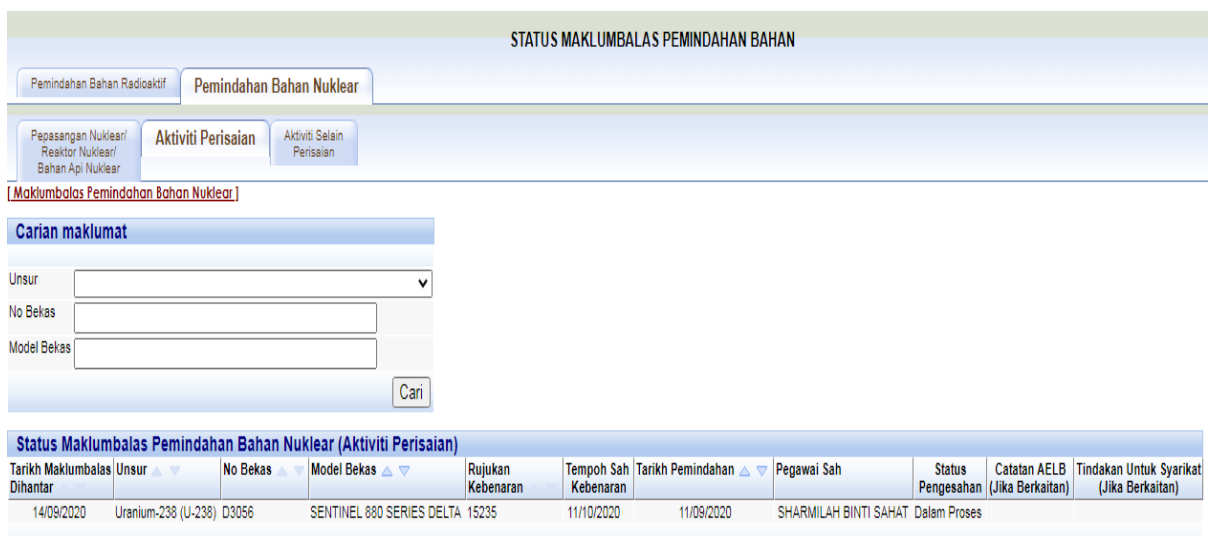 STATUS MAKLUMBALAS PEMINDAHAN BAHAN
Pemindahan Bahan Radioaktif
Pemindahan Bahan Nuklear
Pepasangan Nuklear/
Reaktor Nuklear/
Bahan Api Nuklear
Aktiviti Perisaian
Aktiviti Selain
Perisaian
[ Maklumbalas Pemindahan Bahan Nuklear ]
Carian maklumat
Unsur
No Bekas
Model Bekas
Cari
Status Maklumbalas Pemindahan Bahan Nuklear (Aktiviti Perisaian)
Tarikh Maklumbalas Unsur No Bekas Model Bekas Rujukan Tempoh Sah Tarikh Pemindahan Pegawai Sah Status Catatan AELB Tindakan Untuk Syarikat
Dihantar Kebenaran Kebenaran Pengesahan (Jika Berkaitan) (Jika Berkaitan)
14/09/2020 Uranium-238 (U-238) D3056 SENTINEL 880 SERIES DELTA 15235 11/10/2020 11/09/2020 SHARMILAH BINTI SAHAT Dalam Proses